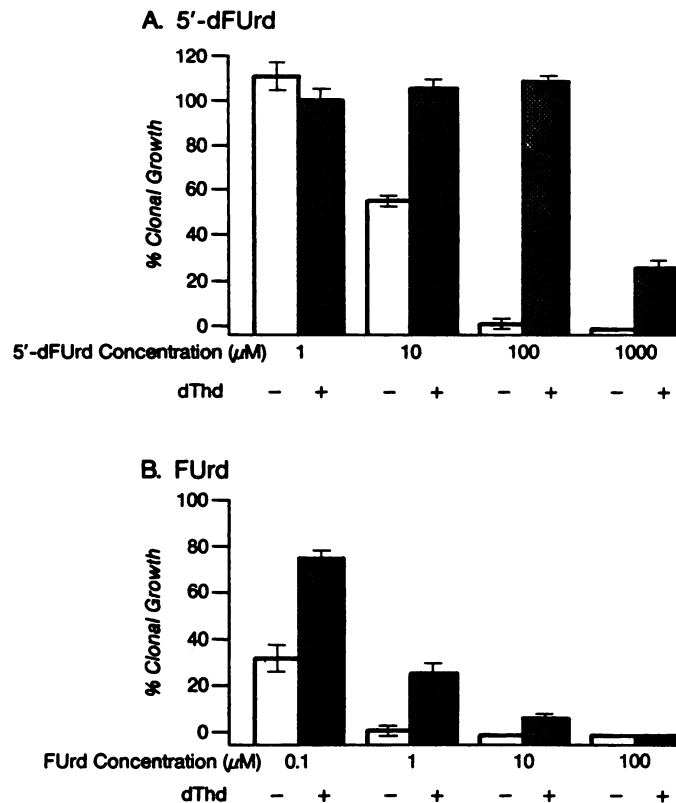 A. 5′-dFUrd
120
100
80
60
40
20
0
% Clonal Growth
5′-dFUrd Concentration (μM) 1 10 100 1000
dThd − + − + − + − +
B. FUrd
100
80
60
40
20
0
% Clonal Growth
FUrd Concentration (μM) 0.1 1 10 100
dThd − + − + − + − +